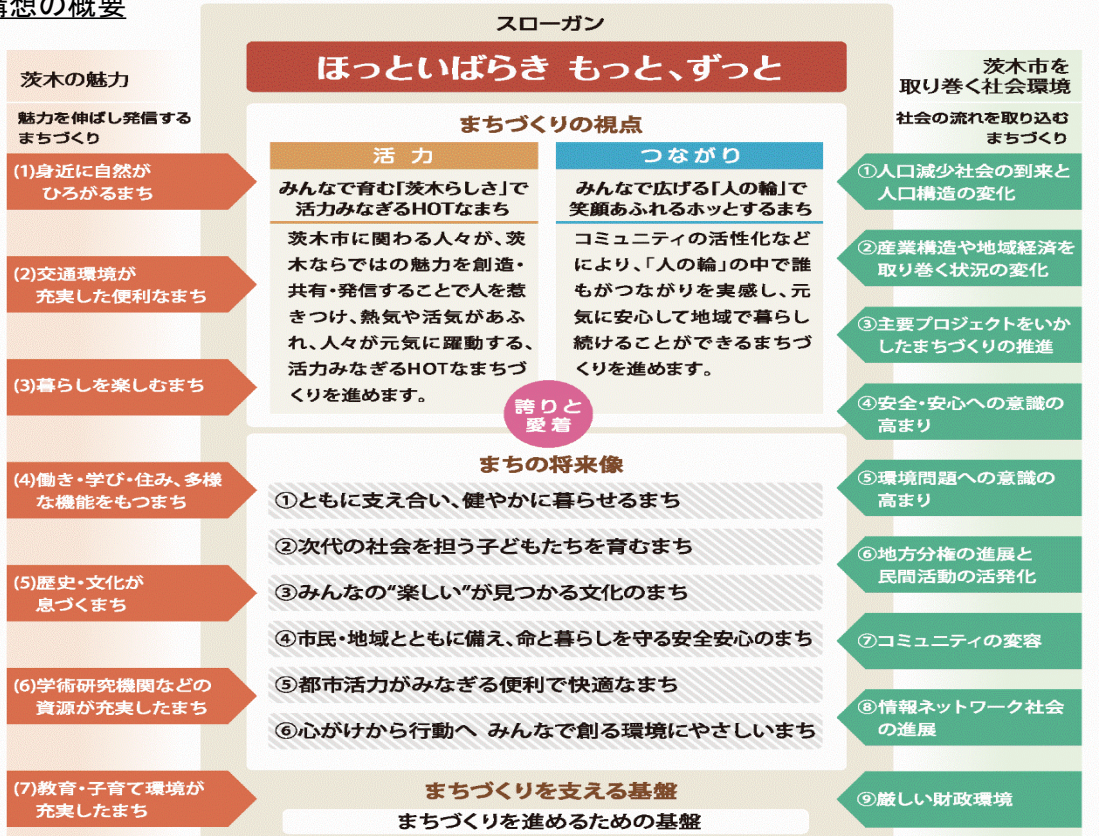 構想の概要
スローガン
ほっといばらき もっと、ずっと
茨木の魅力
魅力を伸ばし発信する
まちづくり
(1)身近に自然が
ひろがるまち
(2)交通環境が
充実した便利なまち
(3)暮らしを楽しむまち
(4)働き・学び・住み、多様
な機能をもつまち
(5)歴史・文化が
息づくまち
(6)学術研究機関などの
資源が充実したまち
(7)教育・子育て環境が
充実したまち
まちづくりの視点
活 力
みんなで育む「茨木らしさ」で
活力みなぎるHOTなまち
茨木市に関わる人々が、茨
木ならではの魅力を創造・
共有・発信することで人を惹
きつけ、熱気や活気があふ
れ、人々が元気に躍動する、
活力みなぎるHOTなまちづ
くりを進めます。
つながり
みんなで広げる「人の輪」で
笑顔あふれるホッとするまち
コミュニティの活性化など
により、「人の輪」の中で誰
もがつながりを実感し、元
気に安心して地域で暮らし
続けることができるまちづ
くりを進めます。
誇りと
愛着
まちの将来像
①ともに支え合い、健やかに暮らせるまち
②次代の社会を担う子どもたちを育むまち
③みんなの“楽しい”が見つかる文化のまち
④市民・地域とともに備え、命と暮らしを守る安全安心のまち
⑤都市活力がみなぎる便利で快適なまち
⑥心がけから行動へ みんなで創る環境にやさしいまち
まちづくりを支える基盤
まちづくりを進めるための基盤
茨木市を
取り巻く社会環境
社会の流れを取り込む
まちづくり
①人口減少社会の到来と
人口構造の変化
②産業構造や地域経済を
取り巻く状況の変化
③主要プロジェクトをいか
したまちづくりの推進
④安全・安心への意識の
高まり
⑤環境問題への意識の
高まり
⑥地方分権の進展と
民間活動の活発化
⑦コミュニティの変容
⑧情報ネットワーク社会
の進展
⑨厳しい財政環境